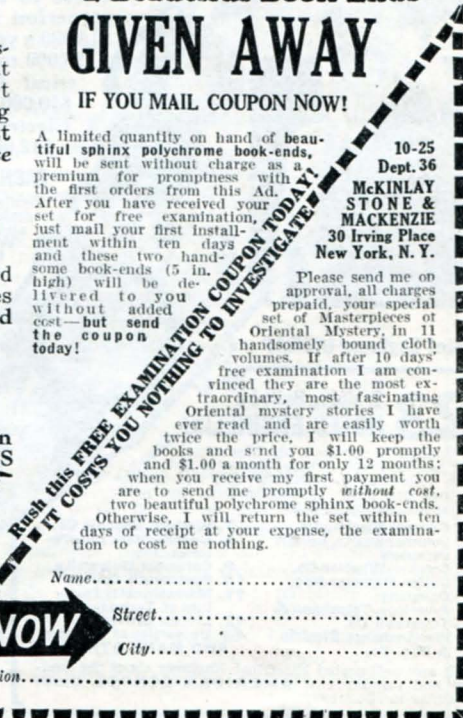 GIVEN AWAY
IF YOU MAIL COUPON NOW!
A limited quantity on hand of beau-
tiful sphinx polychrome book-ends,
will be sent without charge as a
premium for promptness with
the first orders from this Ad.
After you have received your
set for free examination,
just mail your first install-
ment within ten days
and these two hand-
some book-ends (5 in.
high) will be de-
livered to you
without added
cost—but send
the coupon
today!
Rush this FREE EXAMINATION COUPON TODAY!
IT COSTS YOU NOTHING TO INVESTIGATE
10-25
Dept. 36
McKINLAY
STONE &
MACKENZIE
30 Irving Place
New York, N. Y.
Please send me on
approval, all charges
prepaid, your special
set of Masterpieces of
Oriental Mystery, in 11
handsomely bound cloth
volumes. If after 10 days'
free examination I am con-
vinced they are the most ex-
traordinary, most fascinating
Oriental mystery stories I have
ever read and are easily worth
twice the price, I will keep the
books and send you $1.00 promptly
and $1.00 a month for only 12 months;
when you receive my first payment you
are to send me promptly without cost,
two beautiful polychrome sphinx book-ends.
Otherwise, I will return the set within ten
days of receipt at your expense, the examina-
tion to cost me nothing.
Name
NOW
Street
City